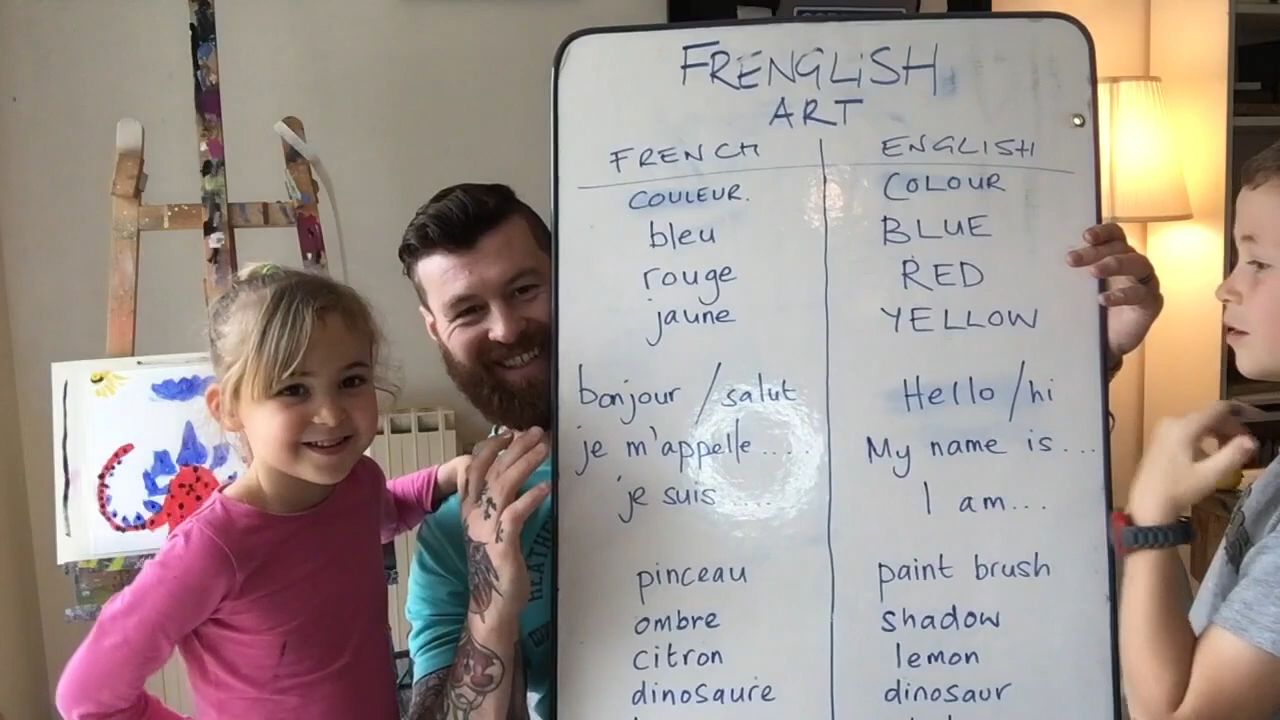 FRENGLISH
ART
FRENCH ENGLISH
COULEUR. COLOUR
bleu BLUE
rouge RED
jaune YELLOW
bonjour / salut Hello / hi
je m'appelle.... My name is ...
je suis .... I am...
pinceau paint brush
ombre shadow
citron lemon
dinosaure dinosaur
HEATH